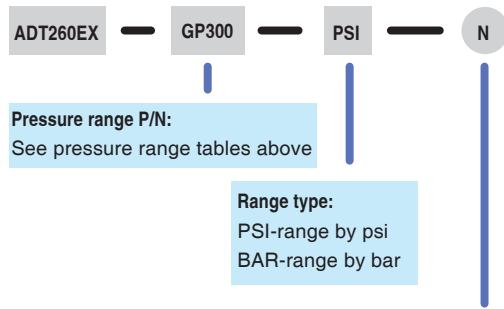 ADT260EX — GP300 — PSI — N
Pressure range P/N:
See pressure range tables above
Range type:
PSI-range by psi
BAR-range by bar